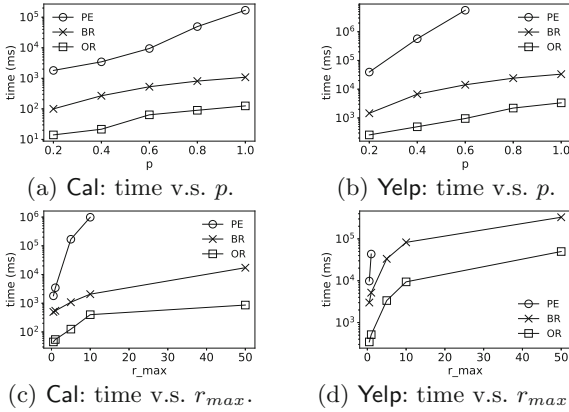 10^5
10^4
10^3
10^2
10^1
time (ms)
PE
BR
OR
0.2 0.4 0.6 0.8 1.0
p
(a) Cal: time v.s. p.
10^6
10^5
10^4
10^3
time (ms)
PE
BR
OR
0.2 0.4 0.6 0.8 1.0
p
(b) Yelp: time v.s. p.
10^6
10^5
10^4
10^3
10^2
time (ms)
PE
BR
OR
0 10 20 30 40 50
r_max
(c) Cal: time v.s. r_max.
10^5
10^4
10^3
time (ms)
PE
BR
OR
0 10 20 30 40 50
r_max
(d) Yelp: time v.s. r_max